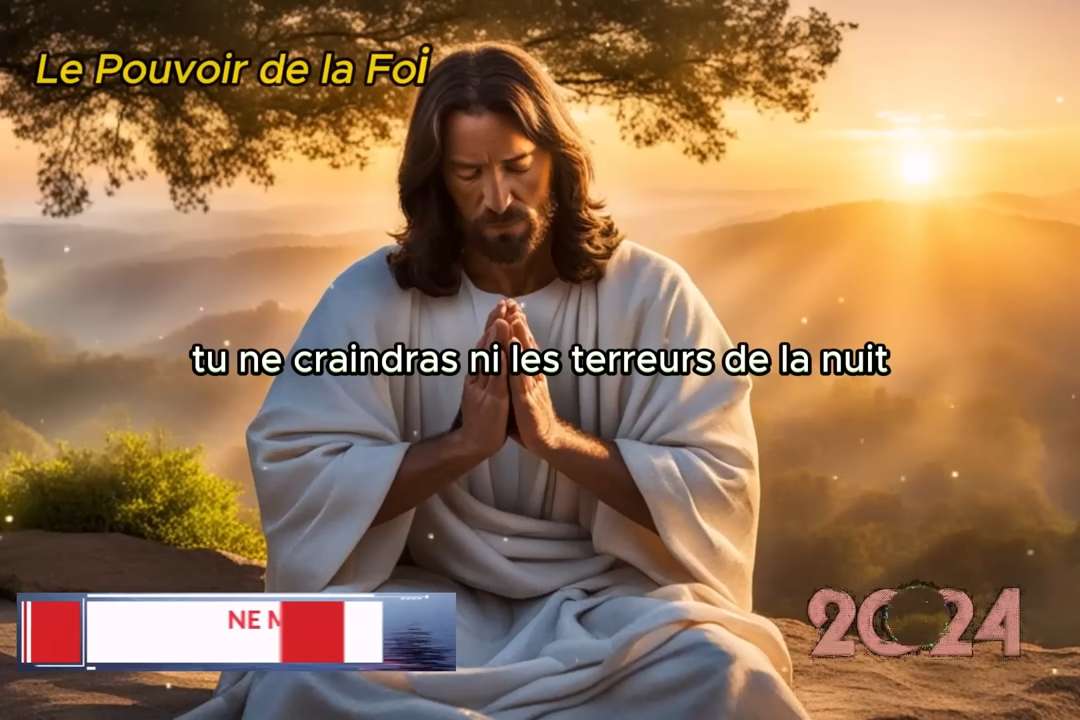 Le Pouvoir de la Foi
tu ne craindras ni les terreurs de la nuit
NE
2024